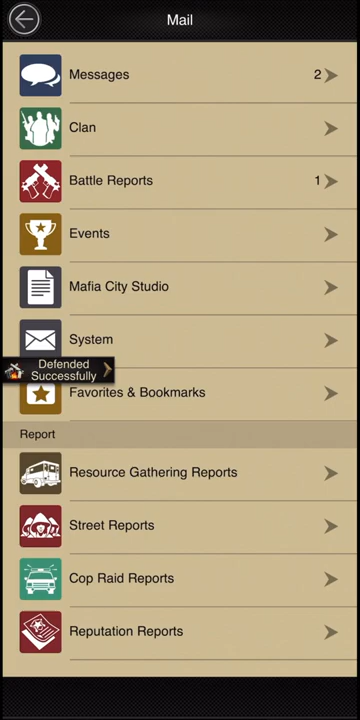 Mail
Messages 2
Clan
Battle Reports 1
Events
Mafia City Studio
System
Defended
Successfully
Favorites & Bookmarks
Report
Resource Gathering Reports
Street Reports
Cop Raid Reports
Reputation Reports